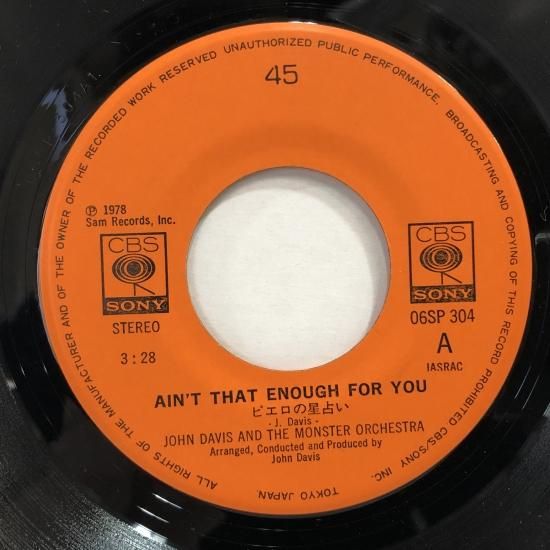 ALL RIGHTS OF THE MANUFACTURER AND OF THE OWNER OF THE RECORDED WORK RESERVED UNAUTHORIZED PUBLIC PERFORMANCE, BROADCASTING AND COPYING OF THIS RECORD PROHIBITED CBS/SONY INC. TOKYO JAPAN.
45
℗ 1978
Sam Records, Inc.
CBS
SONY
STEREO
3:28
CBS
SONY
06SP 304
A
IASRAC
AIN'T THAT ENOUGH FOR YOU
ピエロの星占い
- J. Davis -
JOHN DAVIS AND THE MONSTER ORCHESTRA
Arranged, Conducted and Produced by
John Davis